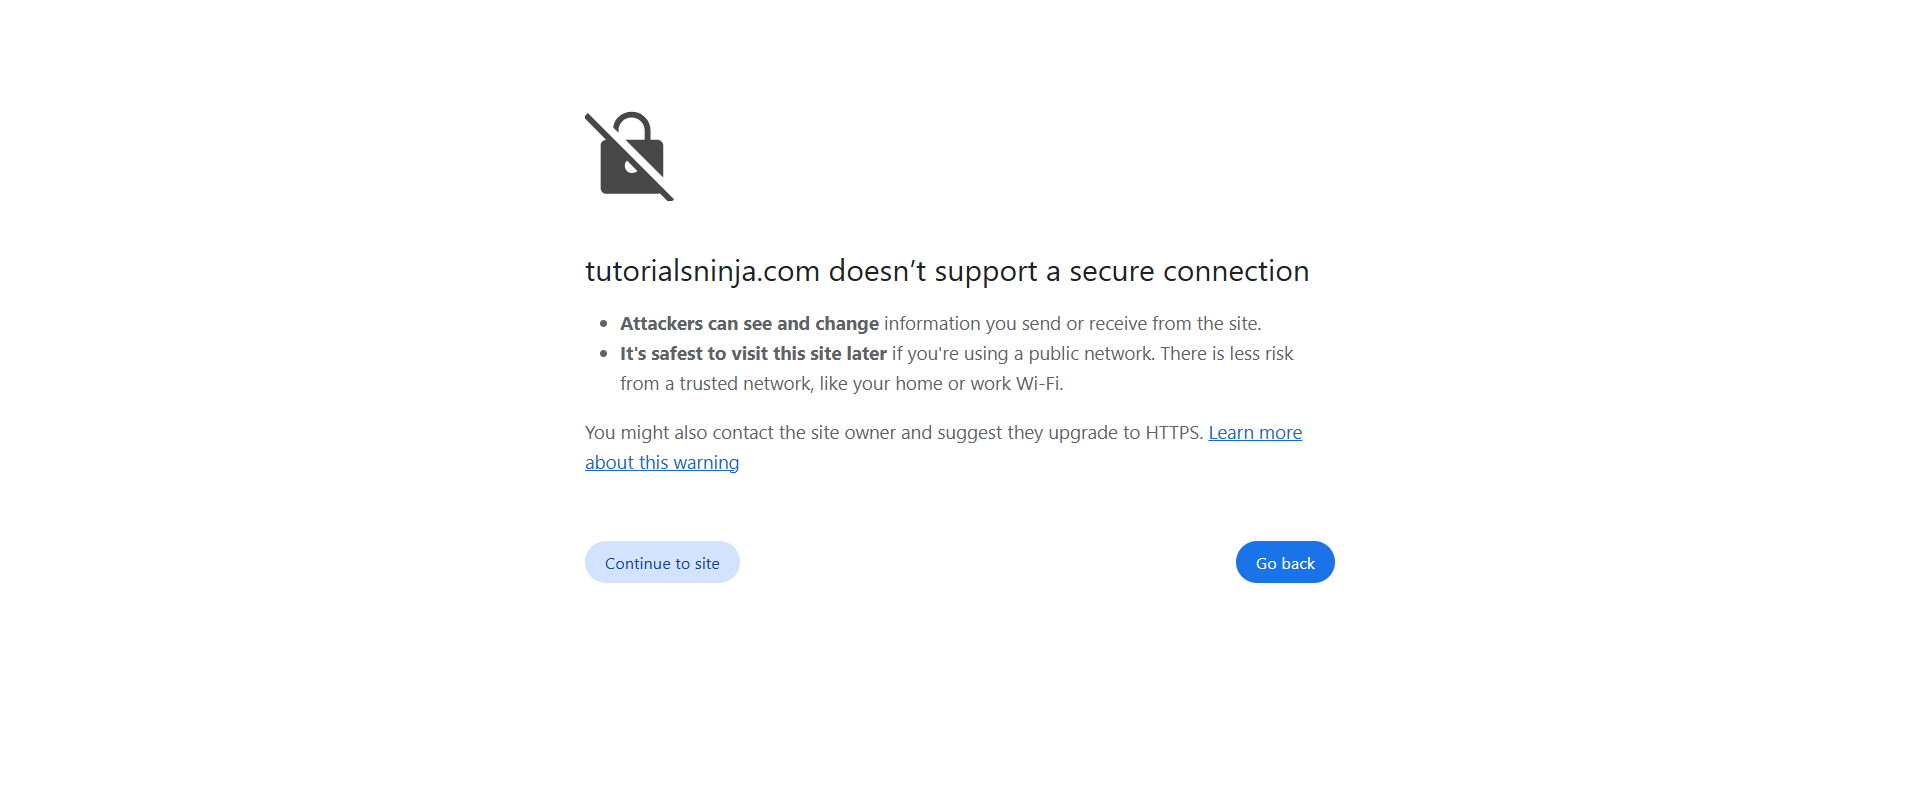 tutorialsninja.com doesn’t support a secure connection
• Attackers can see and change information you send or receive from the site.
• It's safest to visit this site later if you're using a public network. There is less risk
from a trusted network, like your home or work Wi-Fi.
You might also contact the site owner and suggest they upgrade to HTTPS. Learn more
about this warning
Continue to site
Go back